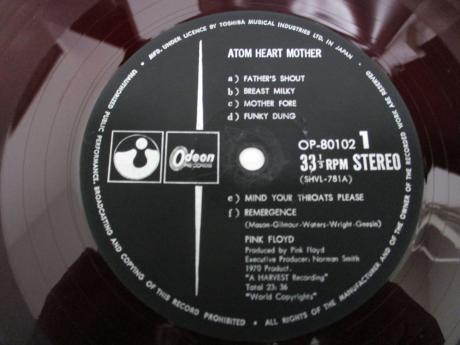 MFD. UNDER LICENCE BY TOSHIBA MUSICAL INDUSTRIES LTD. IN JAPAN •
ATOM HEART MOTHER
a) FATHER'S SHOUT
b) BREAST MILKY
c) MOTHER FORE
d) FUNKY DUNG
Odeon
OP-80102 1
33⅓ RPM STEREO
(SHVL-781A)
e) MIND YOUR THROATS PLEASE
f) REMERGENCE
(Mason-Gilmour-Waters-Wright-Geesin)
PINK FLOYD
Produced by Pink Floyd
Executive Producer: Norman Smith
1970 Product.
"A HARVEST Recording"
Total 23: 36
"World Copyrights"
• ALL RIGHTS OF THE MANUFACTURER AND OF THE OWNER OF THE RECORDED WORK ARE RESERVED
UNAUTHORIZED PUBLIC PERFORMANCE, BROADCASTING AND COPYING OF THIS RECORD PROHIBITED